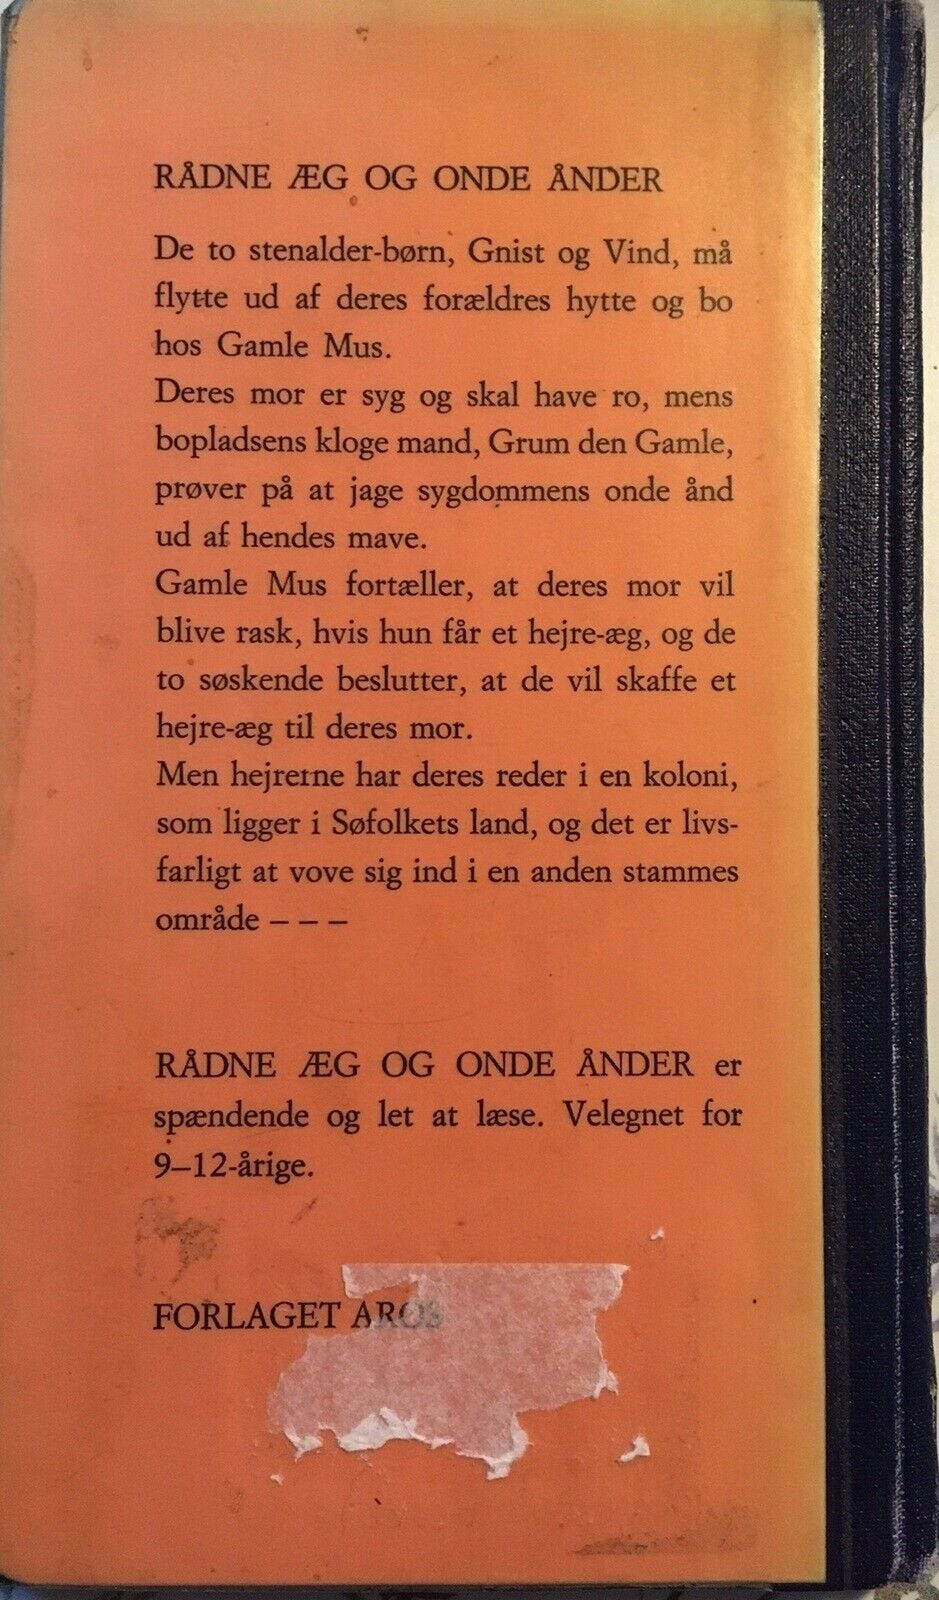 RÅDNE ÆG OG ONDE ÅNDER
De to stenalder-børn, Gnist og Vind, må
flytte ud af deres forældres hytte og bo
hos Gamle Mus.
Deres mor er syg og skal have ro, mens
bopladsens kloge mand, Grum den Gamle,
prøver på at jage sygdommens onde ånd
ud af hendes mave.
Gamle Mus fortæller, at deres mor vil
blive rask, hvis hun får et hejre-æg, og de
to søskende beslutter, at de vil skaffe et
hejre-æg til deres mor.
Men hejrerne har deres reder i en koloni,
som ligger i Søfolkets land, og det er livs-
farligt at vove sig ind i en anden stammes
område – – –
RÅDNE ÆG OG ONDE ÅNDER er
spændende og let at læse. Velegnet for
9–12-årige.
FORLAGET AROS